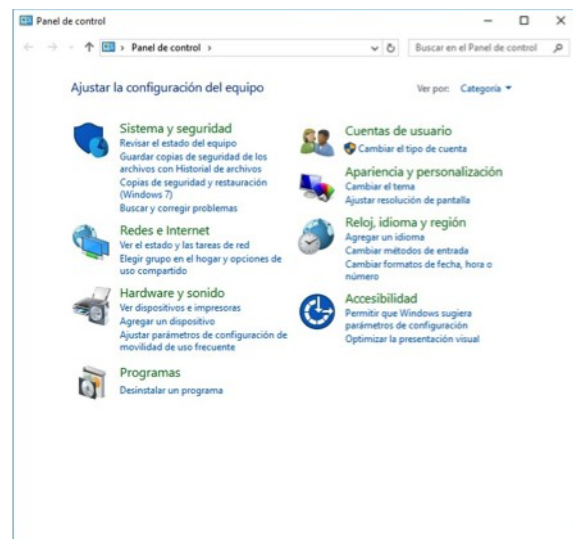 Panel de control
Panel de control
Buscar en el Panel de control
Ajustar la configuración del equipo
Ver por: Categoría
Sistema y seguridad
Revisar el estado del equipo
Guardar copias de seguridad de los
archivos con Historial de archivos
Copias de seguridad y restauración
(Windows 7)
Buscar y corregir problemas
Redes e Internet
Ver el estado y las tareas de red
Elegir grupo en el hogar y opciones de
uso compartido
Hardware y sonido
Ver dispositivos e impresoras
Agregar un dispositivo
Ajustar parámetros de configuración de
movilidad de uso frecuente
Programas
Desinstalar un programa
Cuentas de usuario
Cambiar el tipo de cuenta
Apariencia y personalización
Cambiar el tema
Ajustar resolución de pantalla
Reloj, idioma y región
Agregar un idioma
Cambiar métodos de entrada
Cambiar formatos de fecha, hora o
número
Accesibilidad
Permitir que Windows sugiera
parámetros de configuración
Optimizar la presentación visual